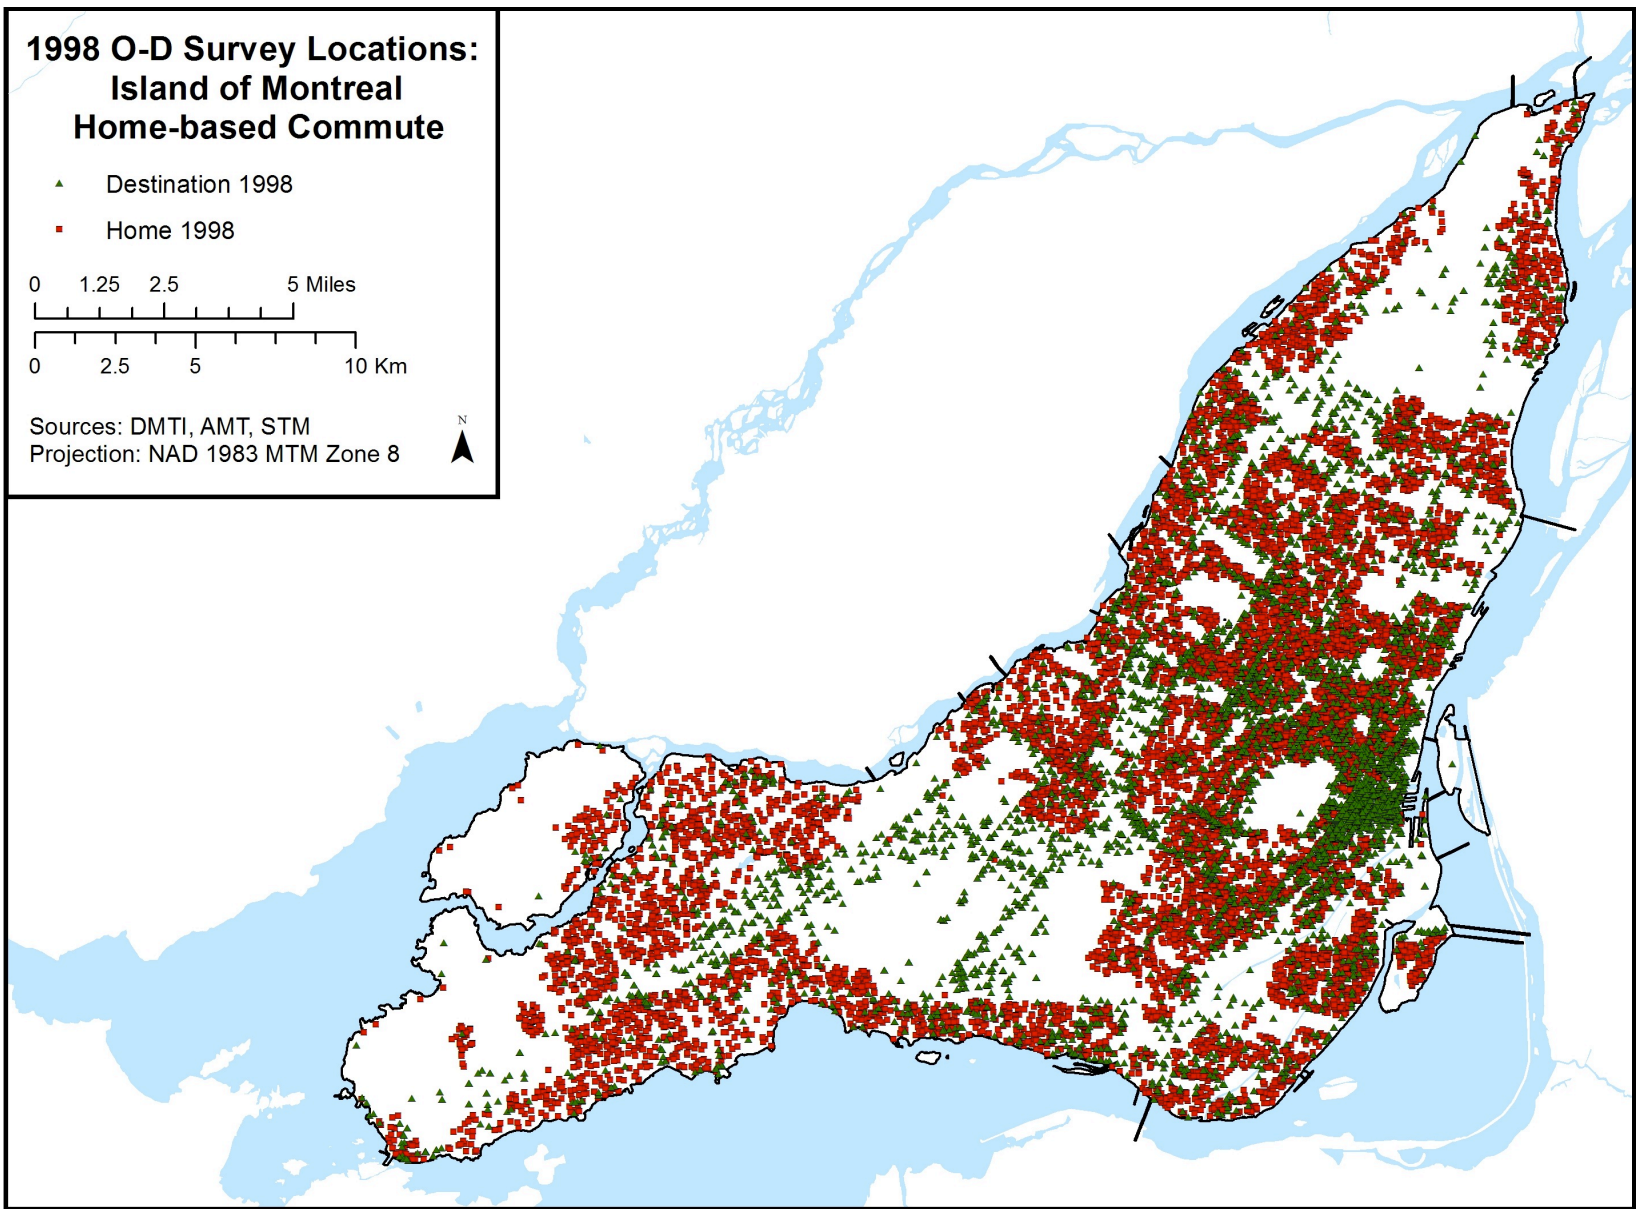 1998 O-D Survey Locations:
Island of Montreal
Home-based Commute
Destination 1998
Home 1998
0 1.25 2.5 5 Miles
0 2.5 5 10 Km
Sources: DMTI, AMT, STM
Projection: NAD 1983 MTM Zone 8
N